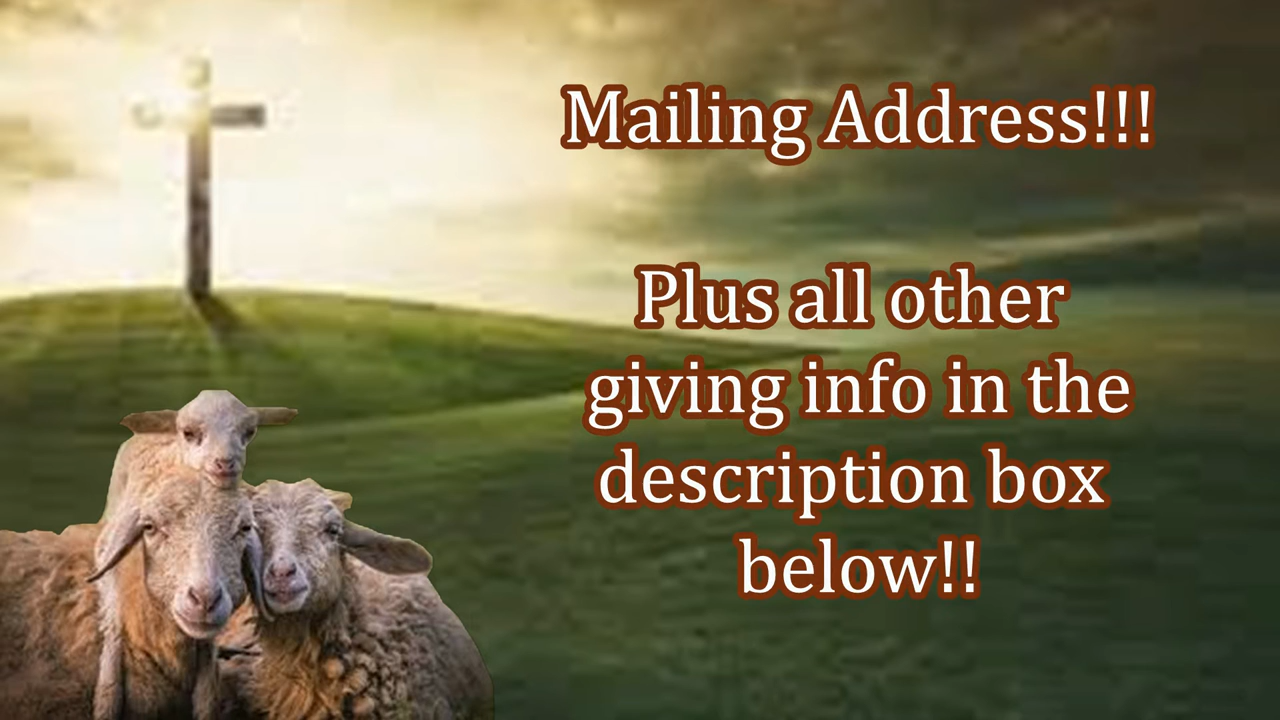 Mailing Address!!!
Plus all other
giving info in the
description box
below!!